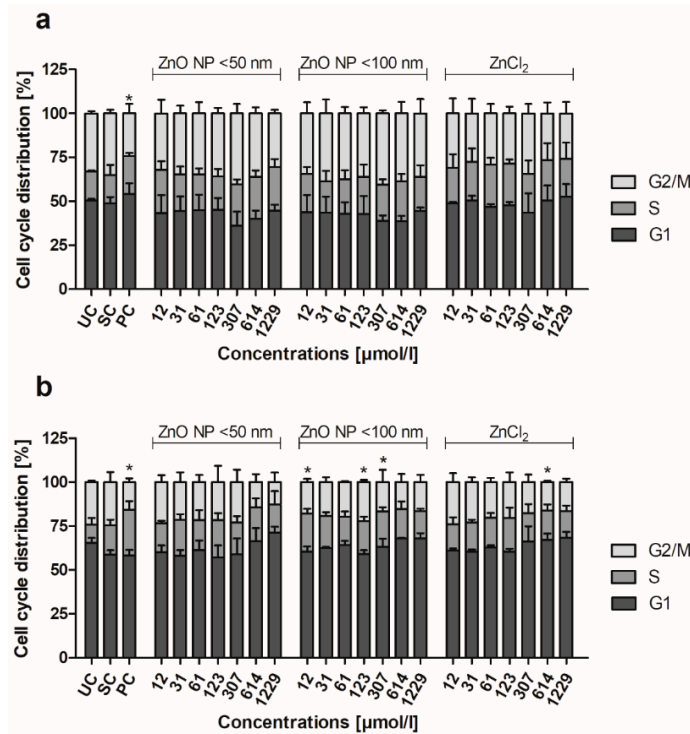 a
ZnO NP <50 nm ZnO NP <100 nm ZnCl₂
*
125
100
75
50
25
0
Cell cycle distribution [%]
G2/M
S
G1
UC SC PC 12 31 61 123 307 614 1229 12 31 61 123 307 614 1229 12 31 61 123 307 614 1229
Concentrations [µmol/l]
b
ZnO NP <50 nm ZnO NP <100 nm ZnCl₂
* * * * *
125
100
75
50
25
0
Cell cycle distribution [%]
G2/M
S
G1
UC SC PC 12 31 61 123 307 614 1229 12 31 61 123 307 614 1229 12 31 61 123 307 614 1229
Concentrations [µmol/l]